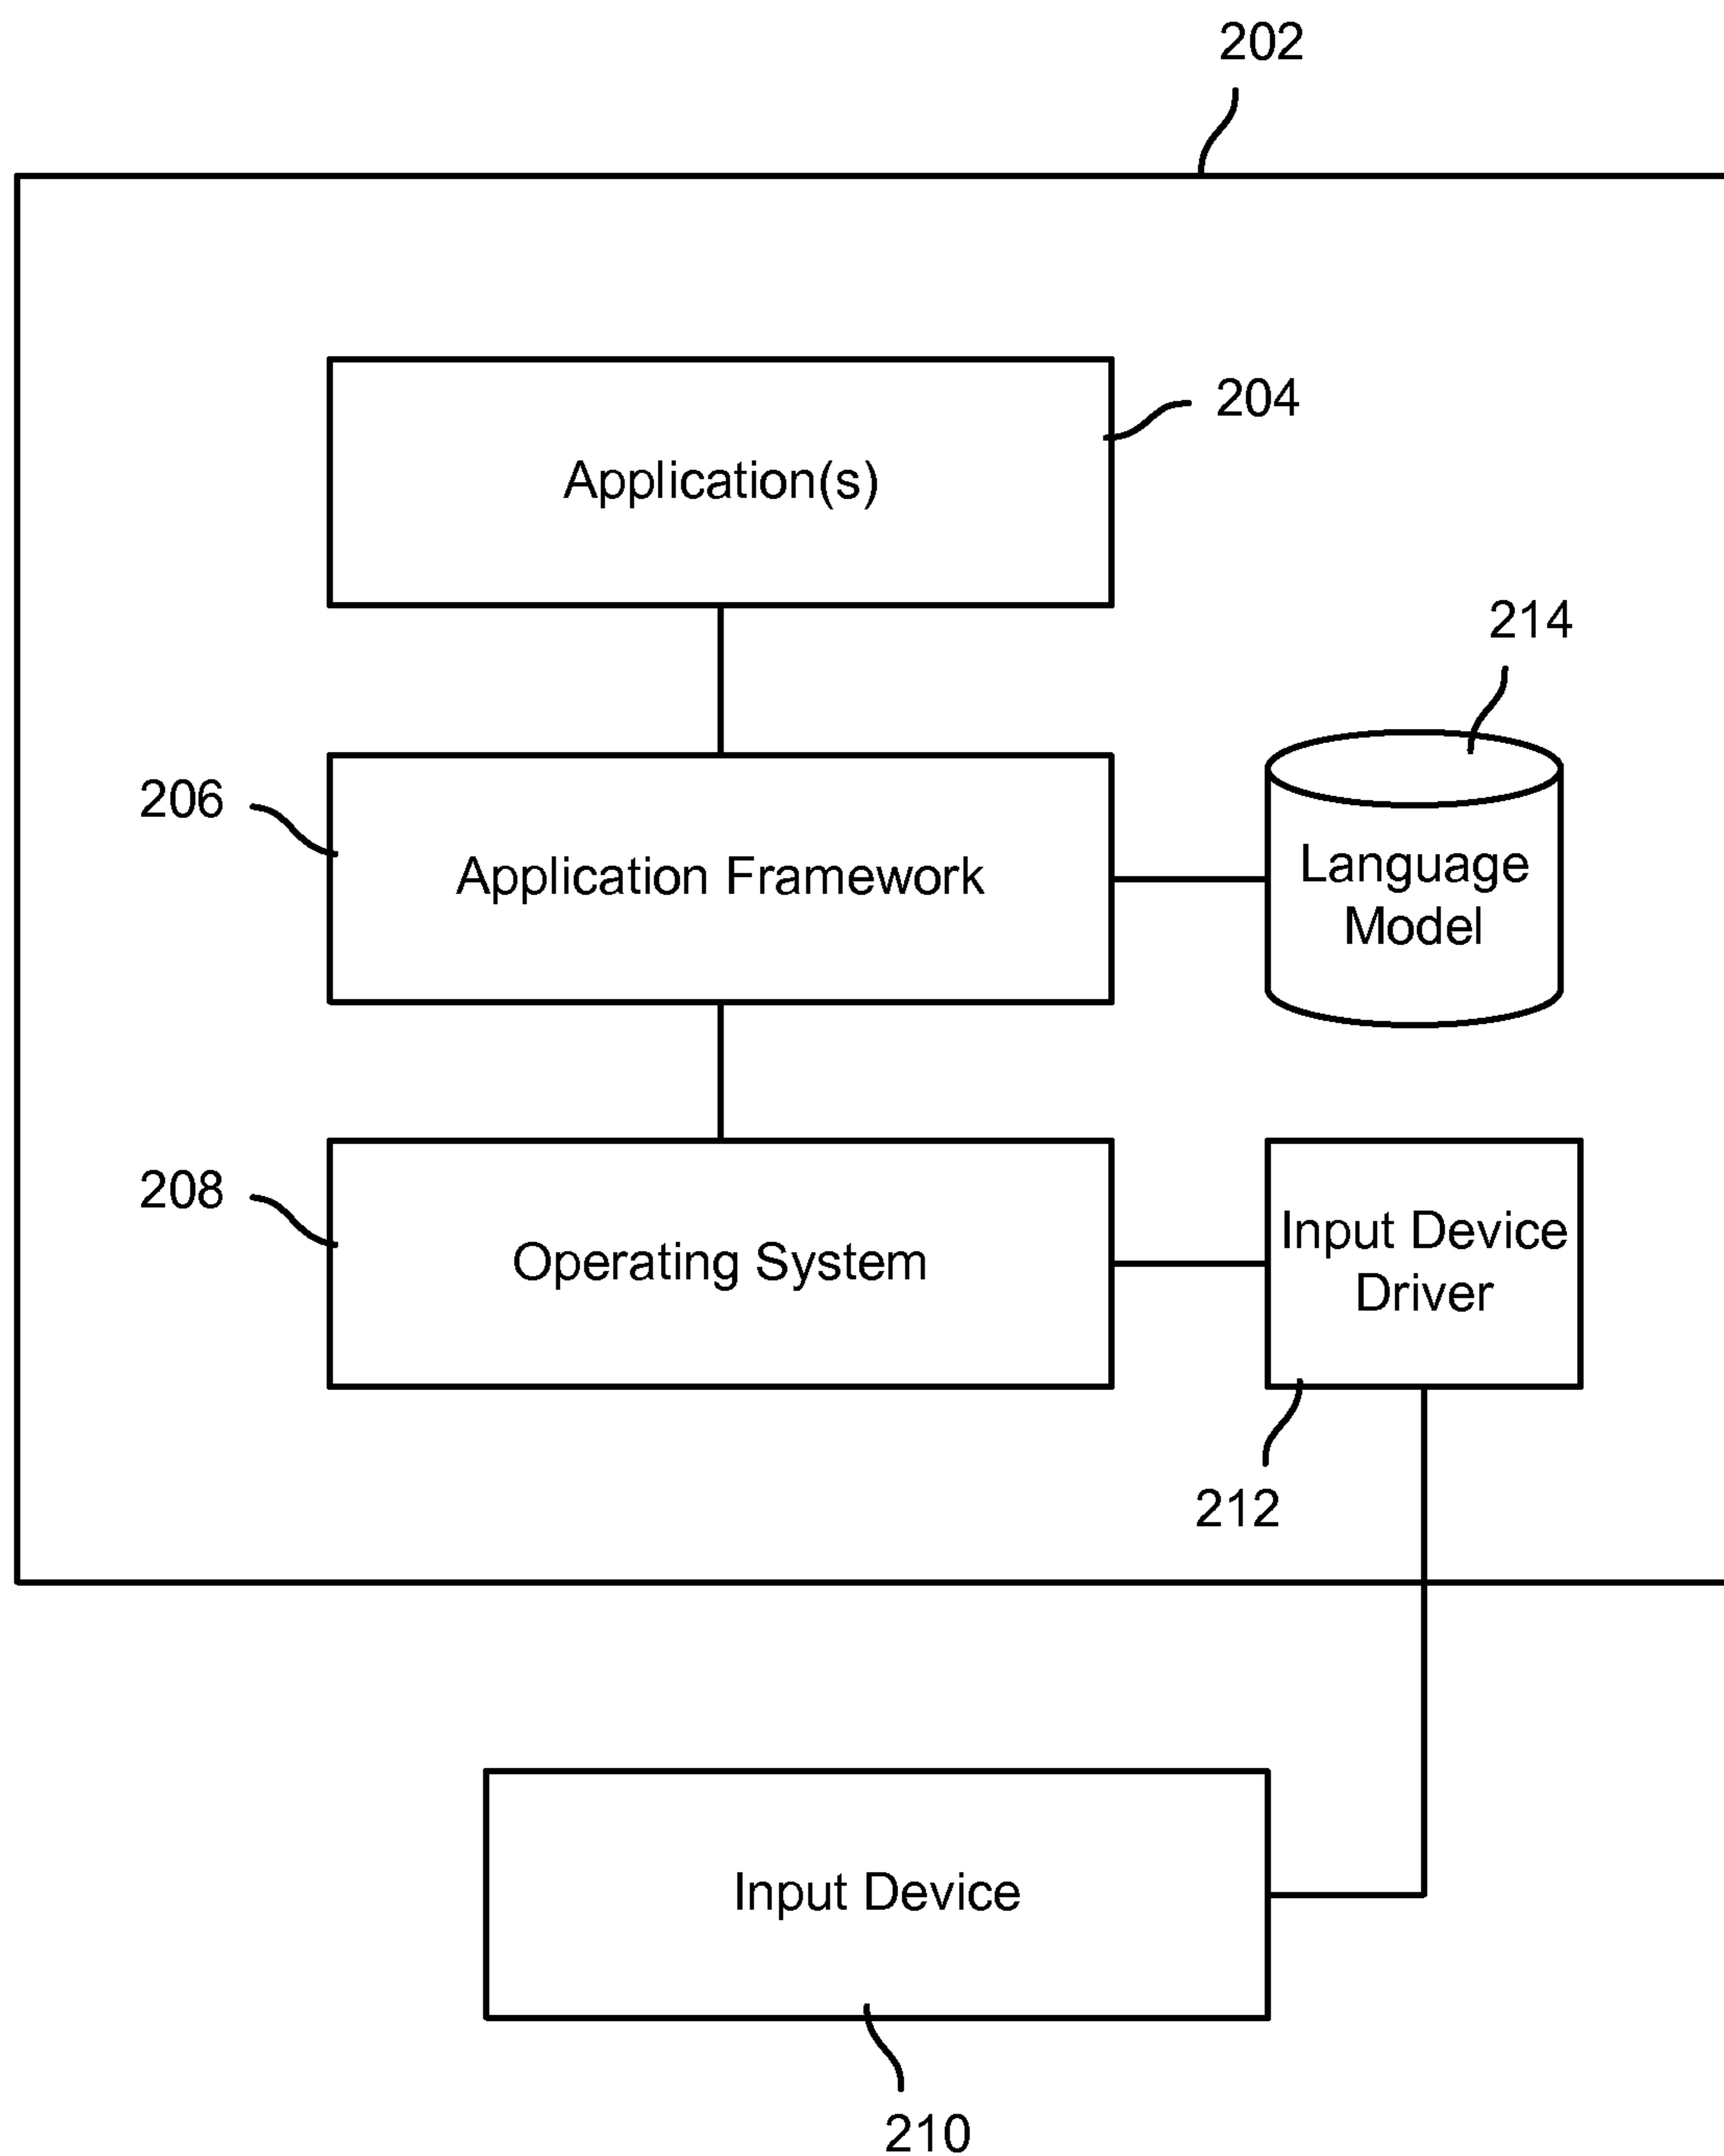 202
Application(s)
204
214
206
Application Framework
Language
Model
208
Operating System
Input Device
Driver
212
Input Device
210